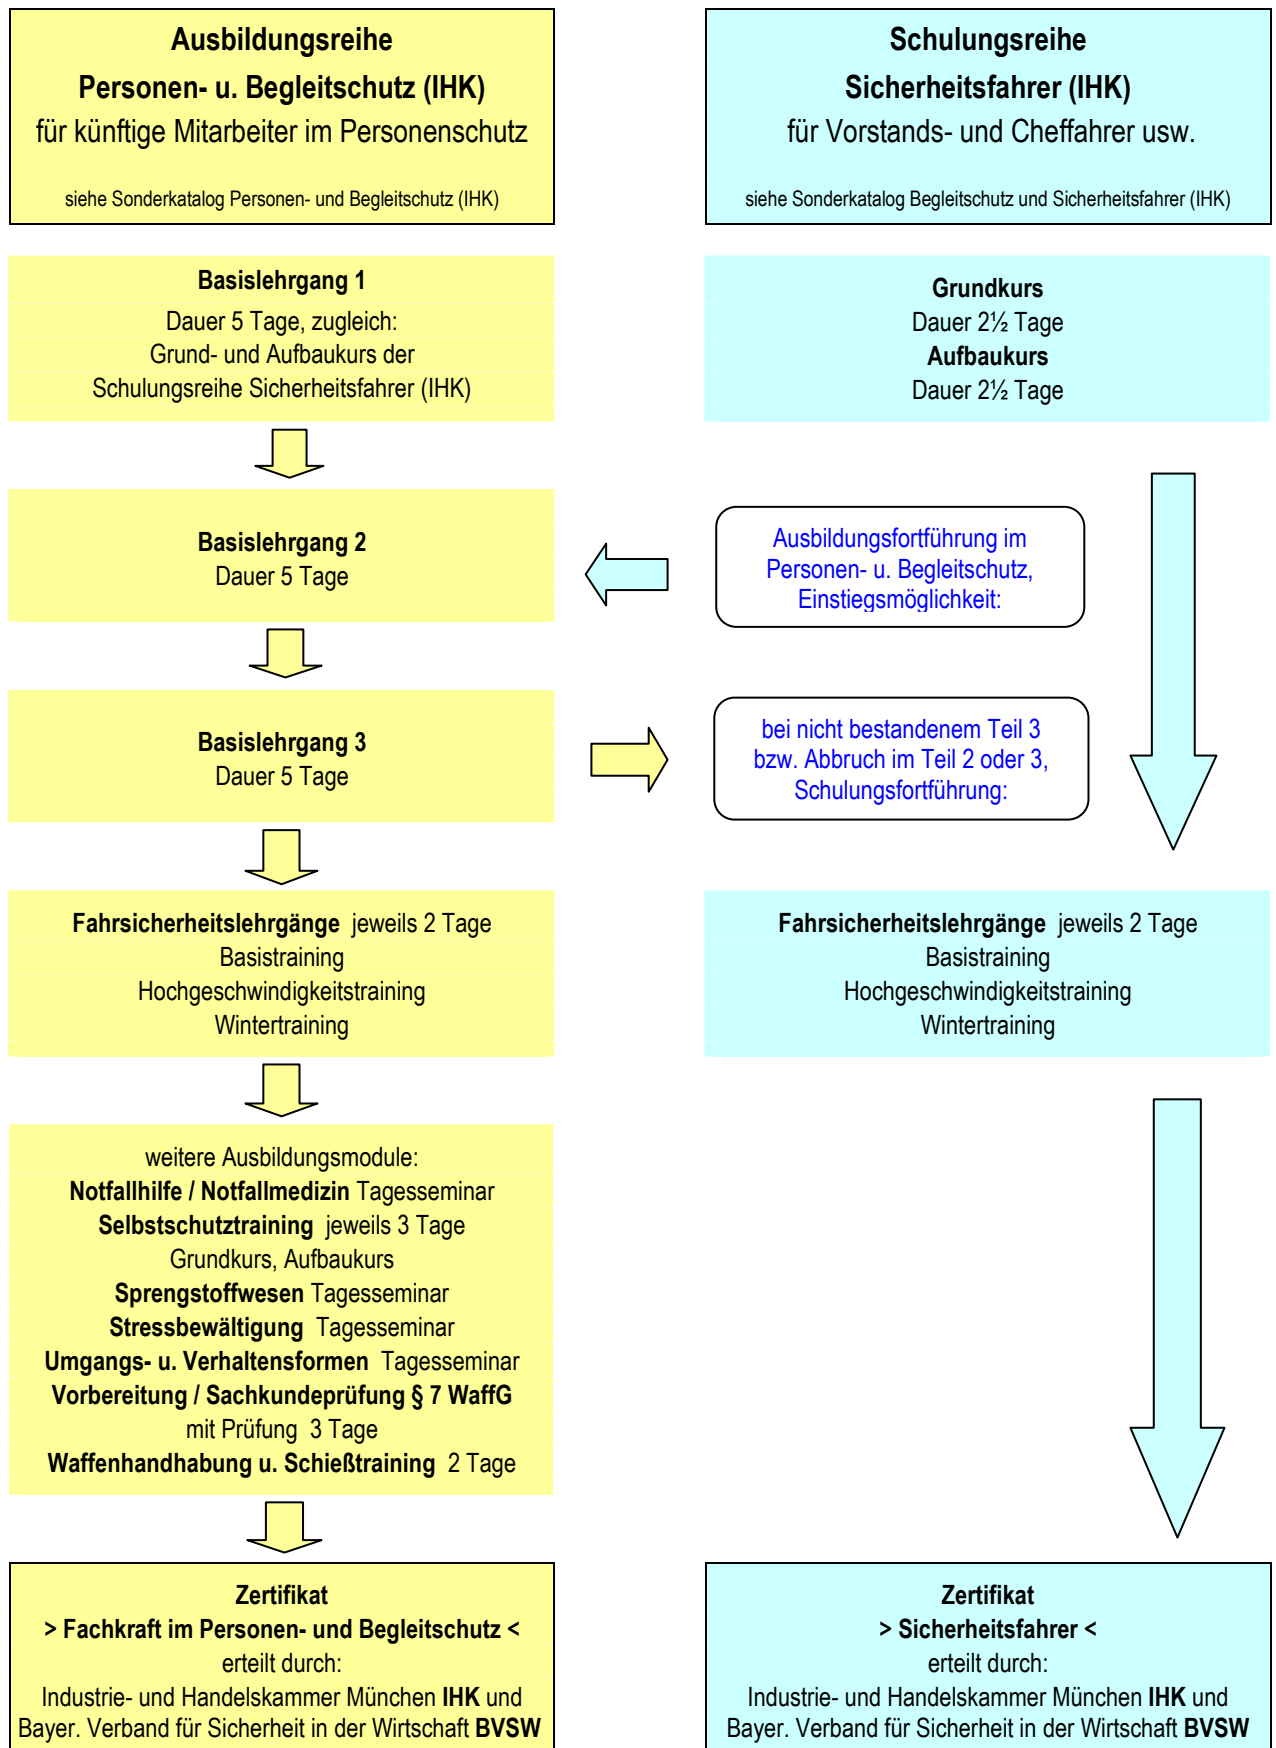 Ausbildungsreihe
Personen- u. Begleitschutz (IHK)
für künftige Mitarbeiter im Personenschutz
siehe Sonderkatalog Personen- und Begleitschutz (IHK)
Schulungsreihe
Sicherheitsfahrer (IHK)
für Vorstands- und Cheffahrer usw.
siehe Sonderkatalog Begleitschutz und Sicherheitsfahrer (IHK)
Basislehrgang 1
Dauer 5 Tage, zugleich:
Grund- und Aufbaukurs der
Schulungsreihe Sicherheitsfahrer (IHK)
Grundkurs
Dauer 2½ Tage
Aufbaukurs
Dauer 2½ Tage
Basislehrgang 2
Dauer 5 Tage
Ausbildungsfortführung im
Personen- u. Begleitschutz,
Einstiegsmöglichkeit:
Basislehrgang 3
Dauer 5 Tage
bei nicht bestandenem Teil 3
bzw. Abbruch im Teil 2 oder 3,
Schulungsfortführung:
Fahrsicherheitslehrgänge jeweils 2 Tage
Basistraining
Hochgeschwindigkeitstraining
Wintertraining
Fahrsicherheitslehrgänge jeweils 2 Tage
Basistraining
Hochgeschwindigkeitstraining
Wintertraining
weitere Ausbildungsmodule:
Notfallhilfe / Notfallmedizin Tagesseminar
Selbstschutztraining jeweils 3 Tage
Grundkurs, Aufbaukurs
Sprengstoffwesen Tagesseminar
Stressbewältigung Tagesseminar
Umgangs- u. Verhaltensformen Tagesseminar
Vorbereitung / Sachkundeprüfung § 7 WaffG
mit Prüfung 3 Tage
Waffenhandhabung u. Schießtraining 2 Tage
Zertifikat
> Fachkraft im Personen- und Begleitschutz <
erteilt durch:
Industrie- und Handelskammer München IHK und
Bayer. Verband für Sicherheit in der Wirtschaft BVSW
Zertifikat
> Sicherheitsfahrer <
erteilt durch:
Industrie- und Handelskammer München IHK und
Bayer. Verband für Sicherheit in der Wirtschaft BVSW